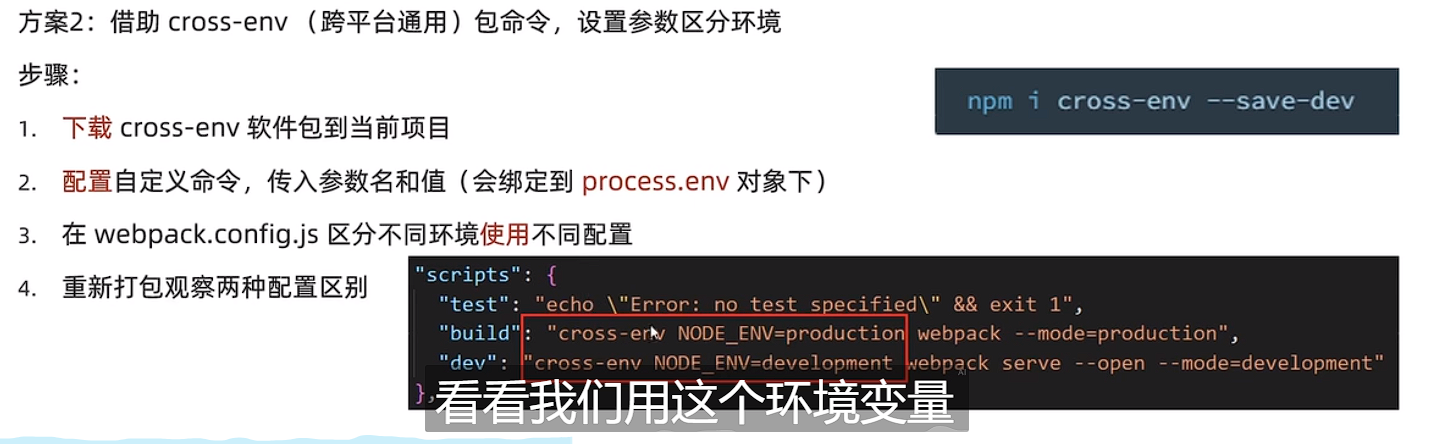 方案2：借助 cross-env （跨平台通用）包命令，设置参数区分环境
步骤：
npm i cross-env --save-dev
1. 下载 cross-env 软件包到当前项目
2. 配置自定义命令，传入参数名和值（会绑定到 process.env 对象下）
3. 在 webpack.config.js 区分不同环境使用不同配置
4. 重新打包观察两种配置区别
"scripts": {
"test": "echo \"Error: no test specified\" && exit 1",
"build": "cross-env NODE_ENV=production webpack --mode=production",
"dev": "cross-env NODE_ENV=development webpack serve --open --mode=development"
},
看看我们用这个环境变量
AI